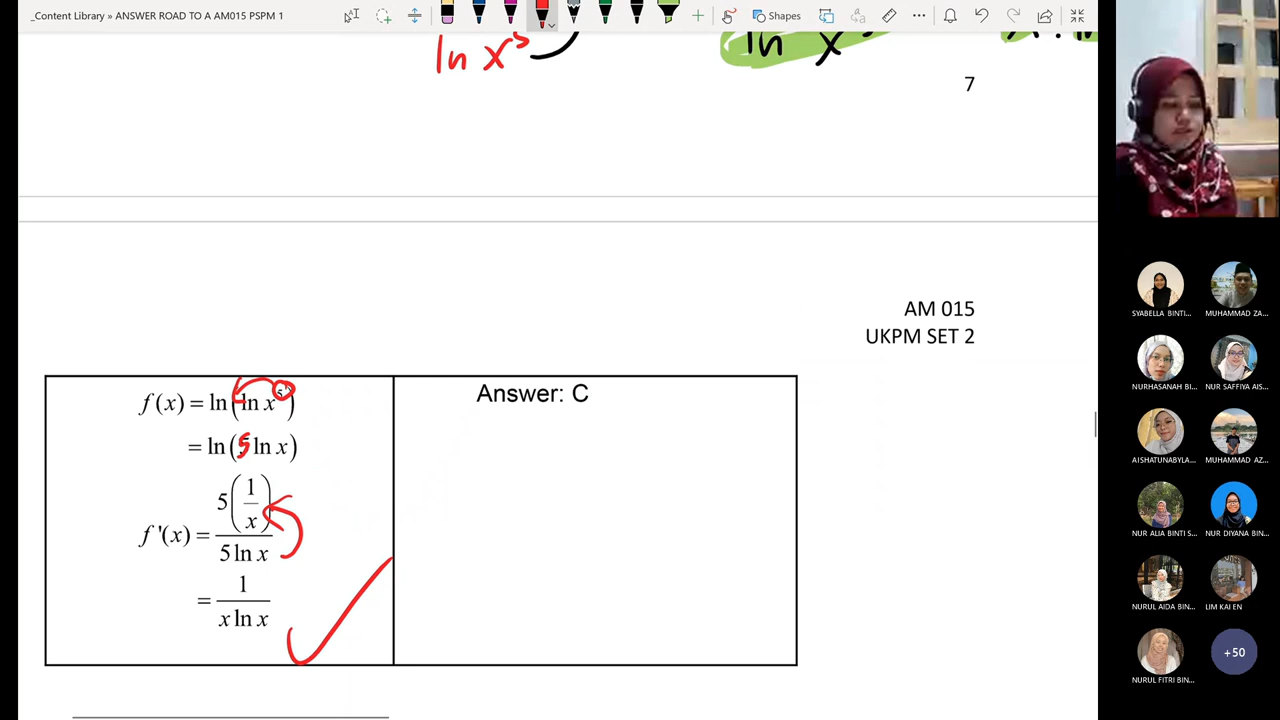 _Content Library » ANSWER ROAD TO A AM015 PSPM 1
Shapes
ln x⁵
ln x
7
AM 015
UKPM SET 2
f(x) = ln(ln x⁵)
= ln(5 ln x)
f'(x) = 5(1/x) / 5 ln x
= 1 / x ln x
Answer: C
SYABELLA BINTI...
MUHAMMAD ZA...
NURHASANAH BI...
NUR SAFFIYA AIS...
AISHATUNABYLA...
MUHAMMAD AZ...
NUR ALIA BINTI S...
NUR DIYANA BIN...
NURUL AIDA BIN...
LIM KAI EN
NURUL FITRI BIN...
+50